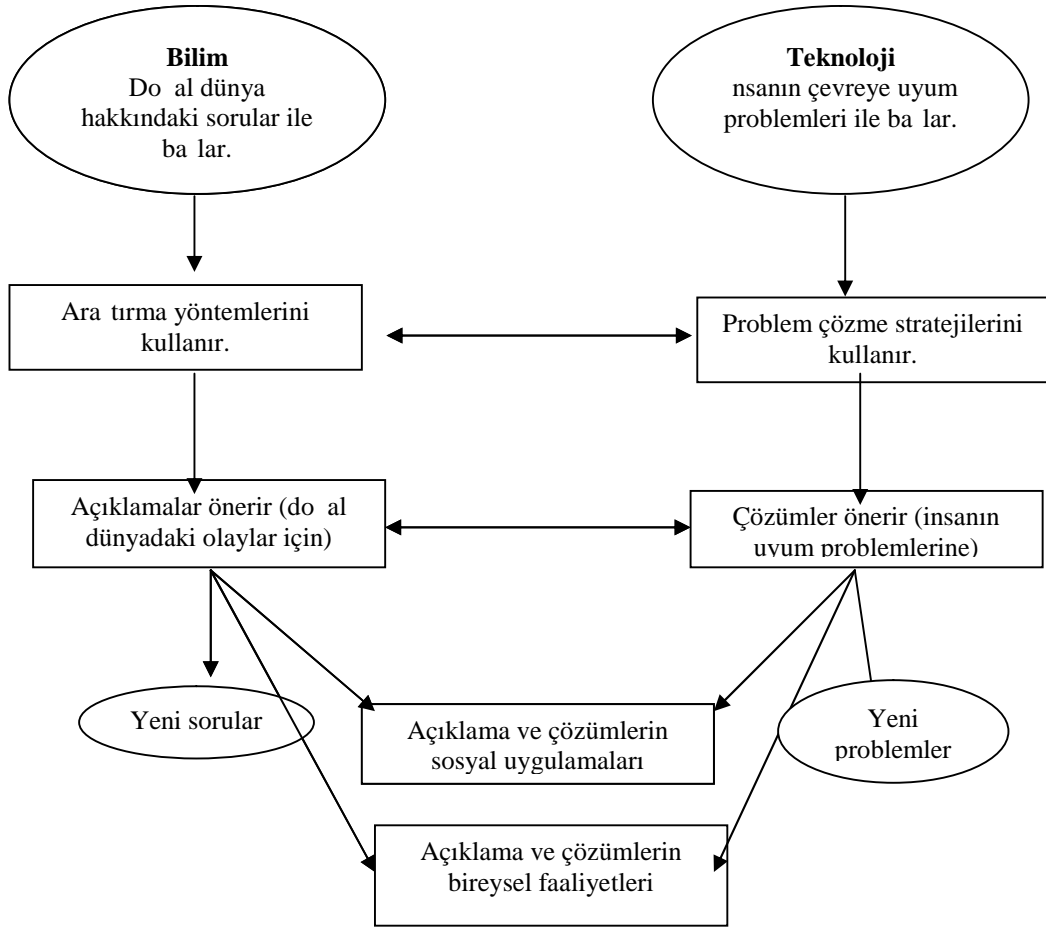 Bilim
Do al dünya
hakkındaki sorular ile
ba lar.
Teknoloji
nsanın çevreye uyum
problemleri ile ba lar.
Ara tırma yöntemlerini
kullanır.
Problem çözme stratejilerini
kullanır.
Açıklamalar önerir (do al
dünyadaki olaylar için)
Çözümler önerir (insanın
uyum problemlerine)
Yeni sorular
Açıklama ve çözümlerin
sosyal uygulamaları
Yeni
problemler
Açıklama ve çözümlerin
bireysel faaliyetleri